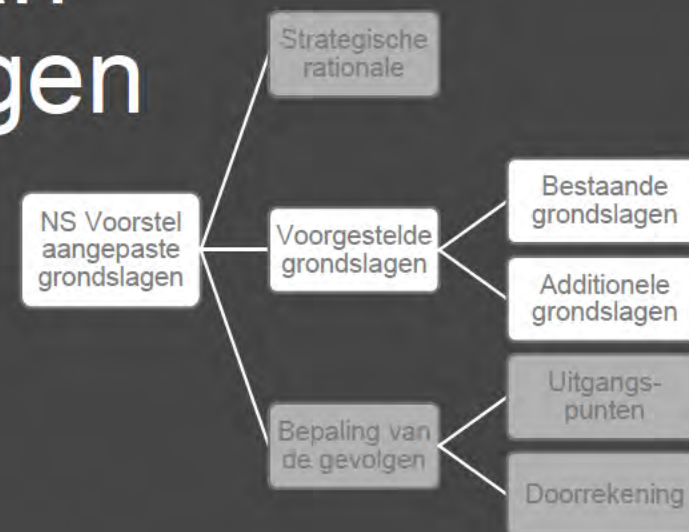 gen
Strategische
rationale
NS Voorstel
aangepaste
grondslagen
Voorgestelde
grondslagen
Bestaande
grondslagen
Additionele
grondslagen
Bepaling van
de gevolgen
Uitgangs-
punten
Doorrekening